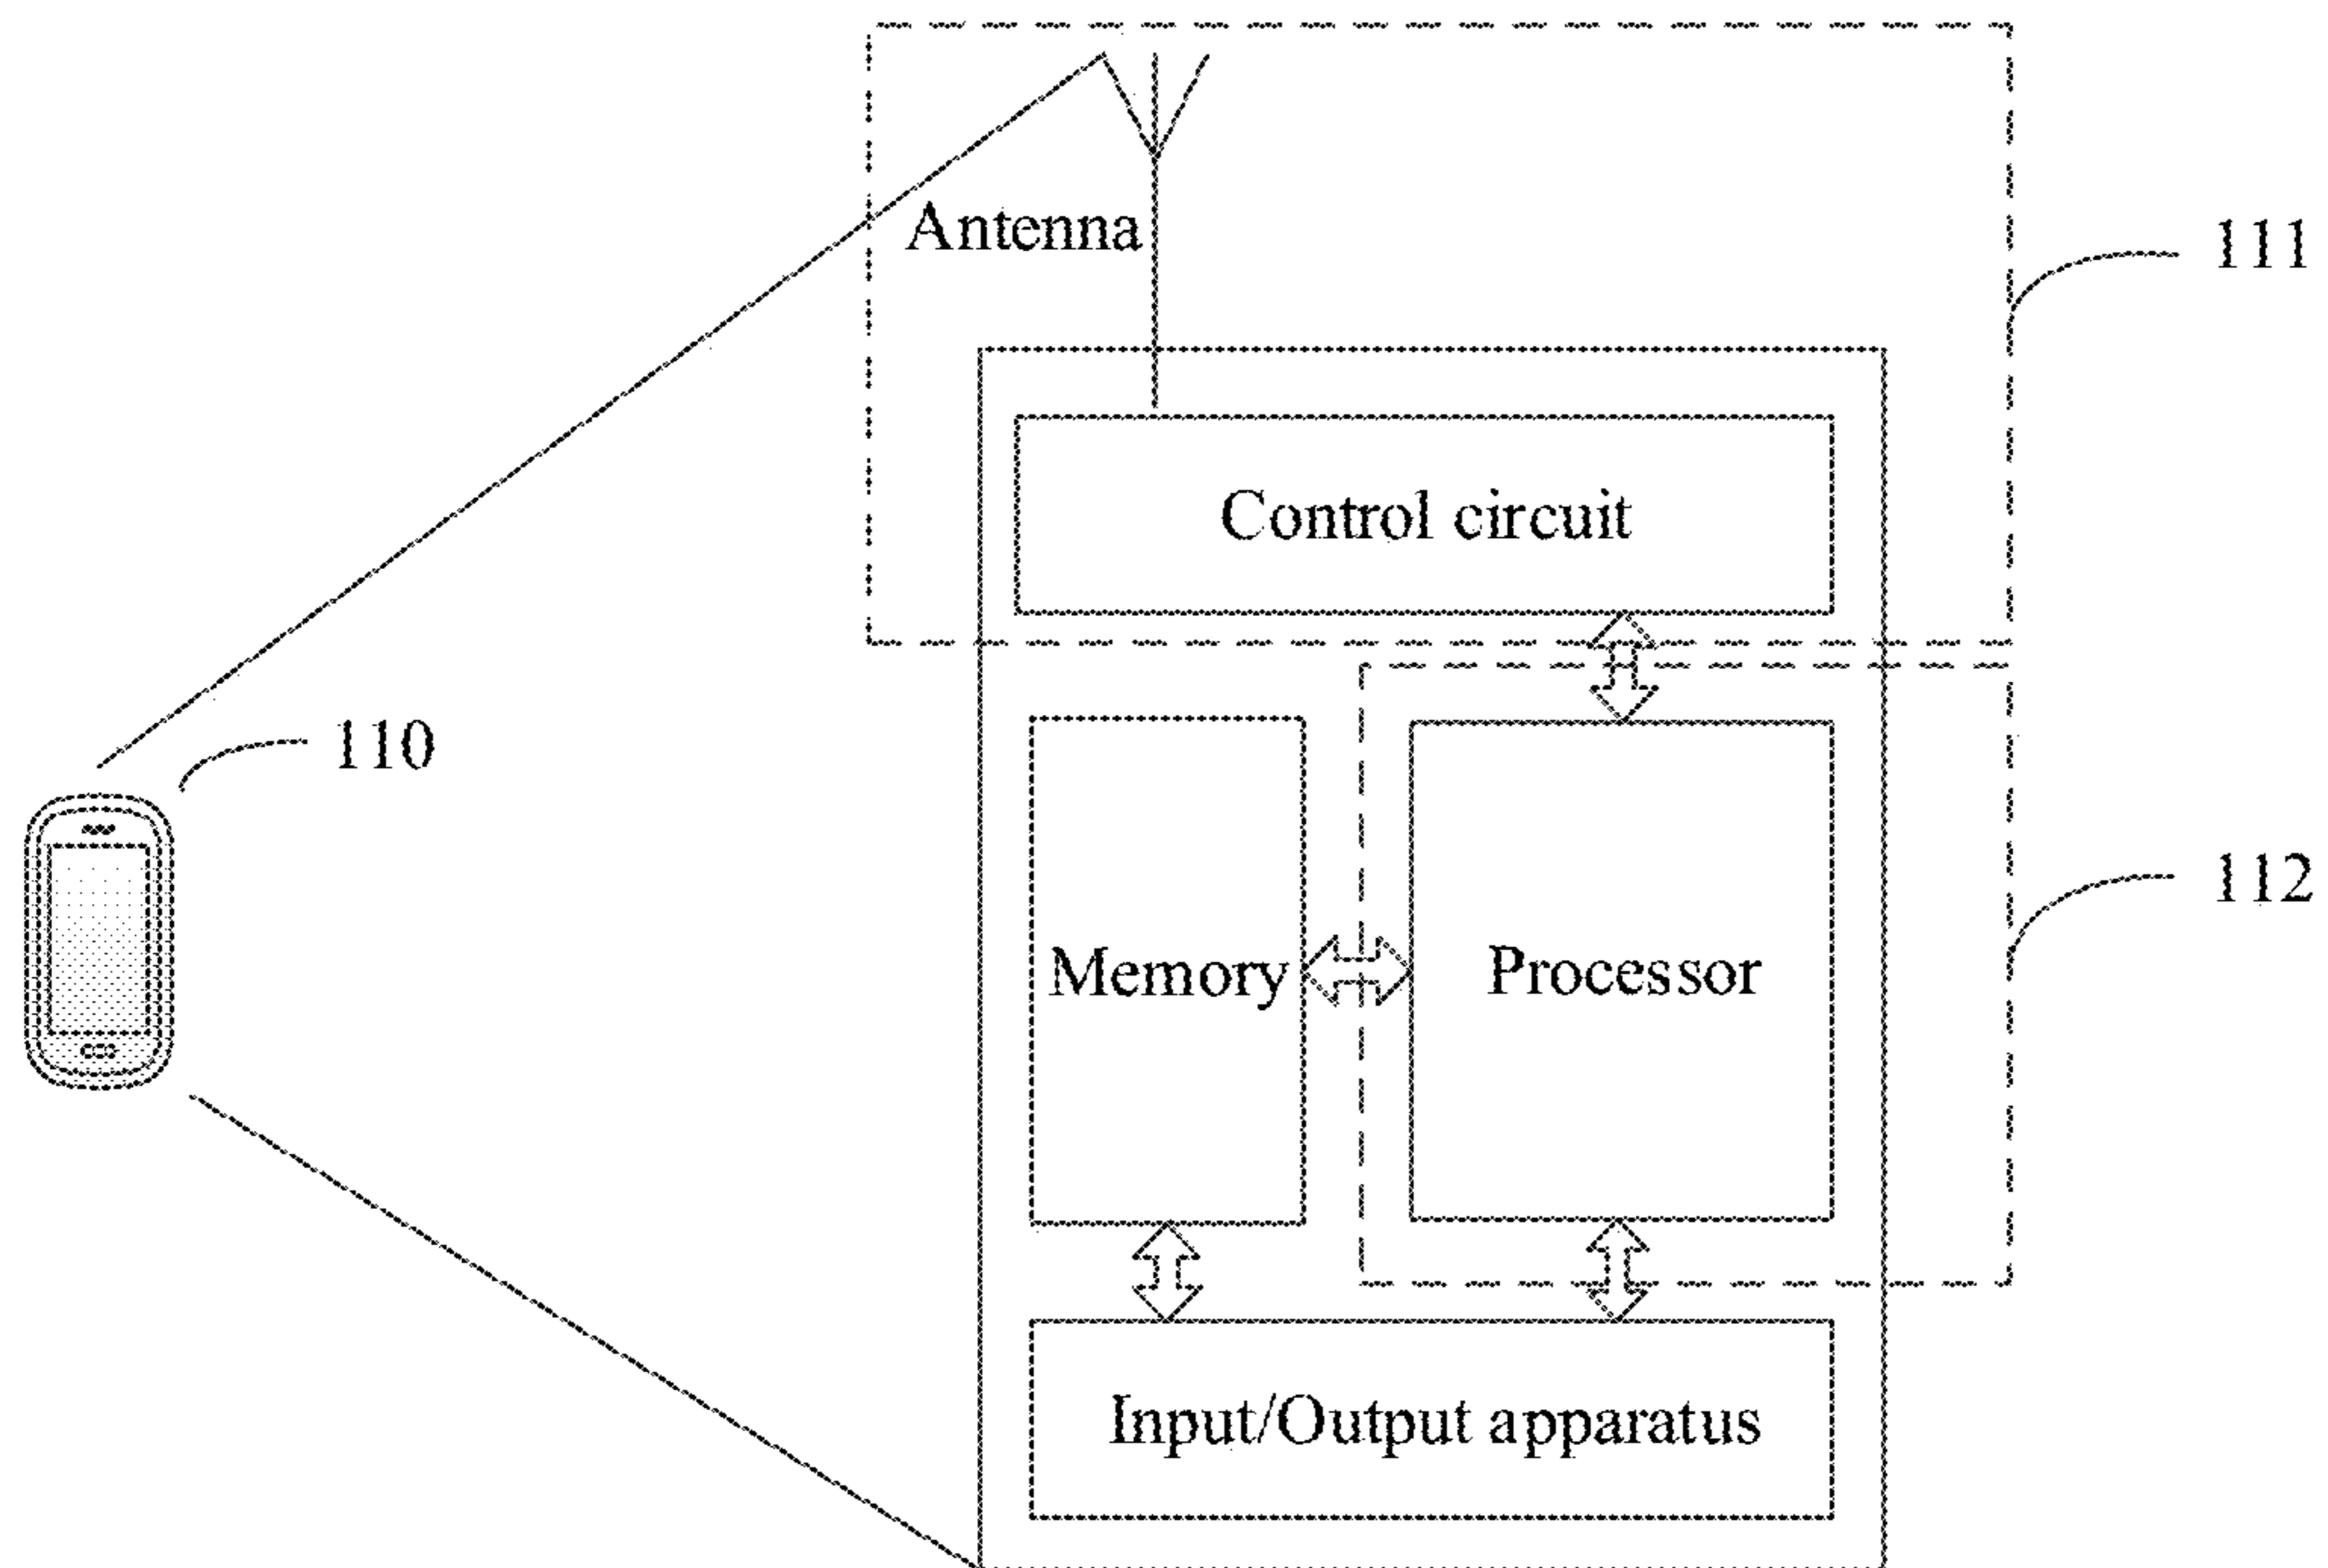 Antenna
111
Control circuit
110
112
Memory
Processor
Input/Output apparatus